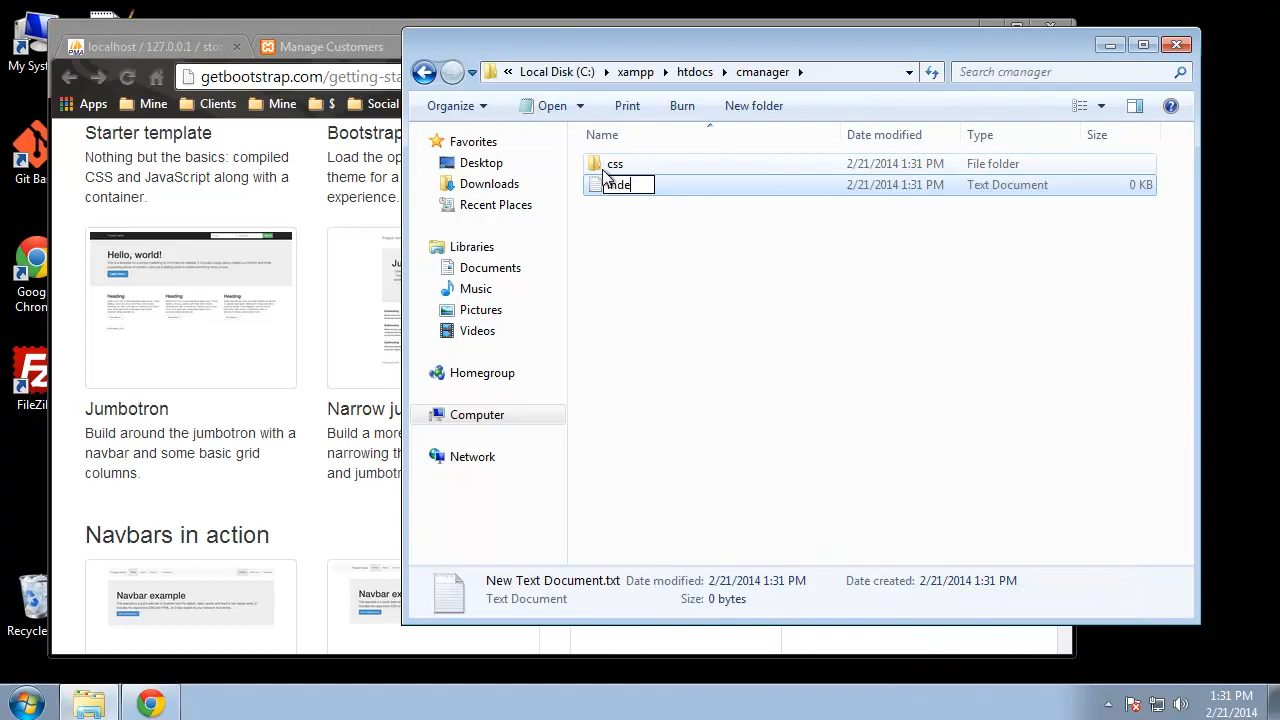 My Sys
Git Ba
Goog
Chron
FileZil
Recycle
localhost / 127.0.0.1 / sto
Manage Customers
getbootstrap.com/getting-sta
Apps
Mine
Clients
Mine
$
Social
Starter template
Nothing but the basics: compiled
CSS and JavaScript along with a
container.
Bootstrap
Load the op
theme for a
experience.
Hello, world!
Heading Heading Heading
Jumbotron
Build around the jumbotron with a
navbar and some basic grid
columns.
Narrow ju
Build a more
narrowing th
and jumbotr
Navbars in action
Navbar example
Navbar ex
Local Disk (C:)
xampp
htdocs
cmanager
Search cmanager
Organize
Open
Print
Burn
New folder
Favorites
Desktop
Downloads
Recent Places
Libraries
Documents
Music
Pictures
Videos
Homegroup
Computer
Network
Name Date modified Type Size
css 2/21/2014 1:31 PM File folder
inde 2/21/2014 1:31 PM Text Document 0 KB
New Text Document.txt Date modified: 2/21/2014 1:31 PM Date created: 2/21/2014 1:31 PM
Text Document Size: 0 bytes
1:31 PM
2/21/2014